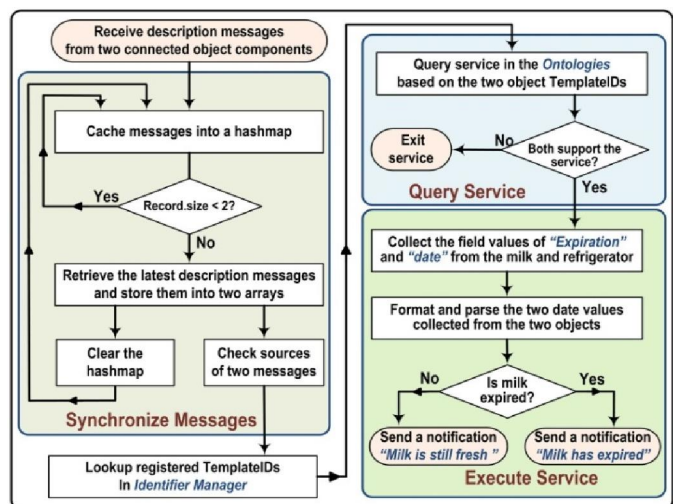 Receive description messages
from two connected object components
Cache messages into a hashmap
Yes
Record.size < 2?
No
Retrieve the latest description messages
and store them into two arrays
Clear the
hashmap
Check sources
of two messages
Synchronize Messages
Lookup registered TemplateIDs
In Identifier Manager
Query service in the Ontologies
based on the two object TemplateIDs
Exit
service
No
Both support the
service?
Query Service
Yes
Collect the field values of “Expiration”
and “date” from the milk and refrigerator
Format and parse the two date values
collected from the two objects
No
Is milk
expired?
Yes
Send a notification
“Milk is still fresh ”
Send a notification
“Milk has expired”
Execute Service